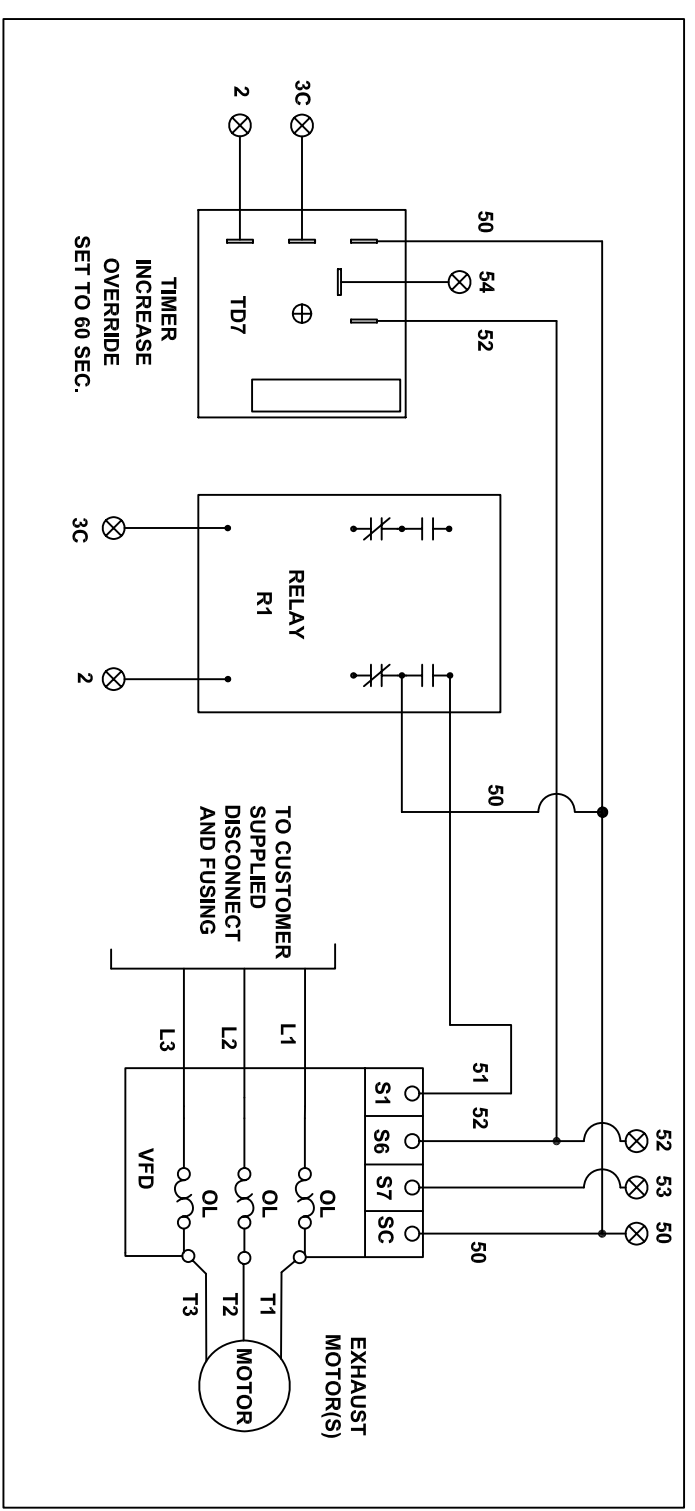 2
3C
50
54
52
TD7
TIMER
INCREASE
OVERRIDE
SET TO 60 SEC.
3C
2
RELAY
R1
50
TO CUSTOMER
SUPPLIED
DISCONNECT
AND FUSING
L1
L2
L3
51
52
50
52
53
50
S1
S6
S7
SC
VFD
OL
OL
OL
T1
T2
T3
MOTOR
EXHAUST
MOTOR(S)